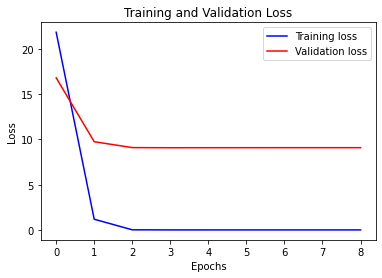 Training and Validation Loss
Training loss
Validation loss
20
15
10
5
0
Loss
0 1 2 3 4 5 6 7 8
Epochs